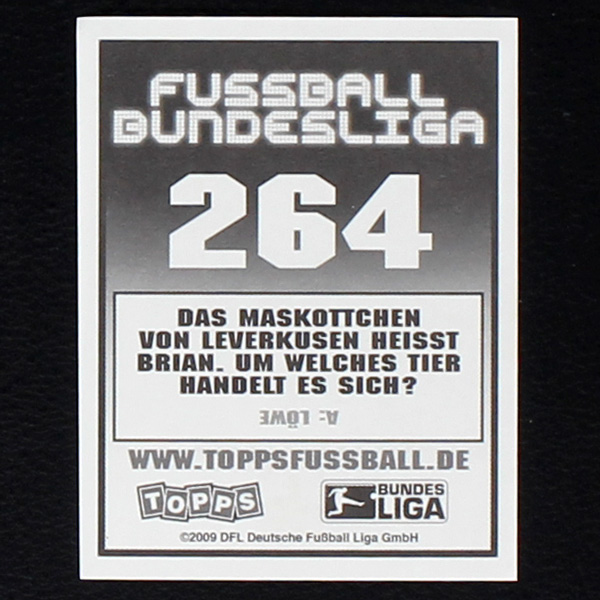 FUSSBALL
BUNDESLIGA
264
DAS MASKOTTCHEN
VON LEVERKUSEN HEISST
BRIAN. UM WELCHES TIER
HANDELT ES SICH?
A: LÖWE
WWW.TOPPSFUSSBALL.DE
TOPPS
BUNDES
LIGA
©2009 DFL Deutsche Fußball Liga GmbH